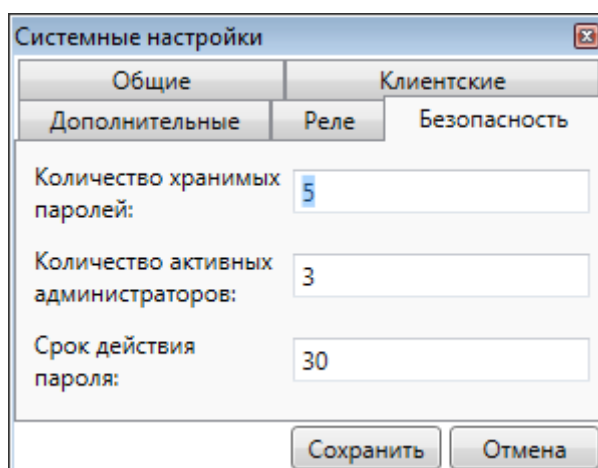 Системные настройки
Общие
Клиентские
Дополнительные
Реле
Безопасность
Количество хранимых
паролей:
5
Количество активных
администраторов:
3
Срок действия
пароля:
30
Сохранить
Отмена